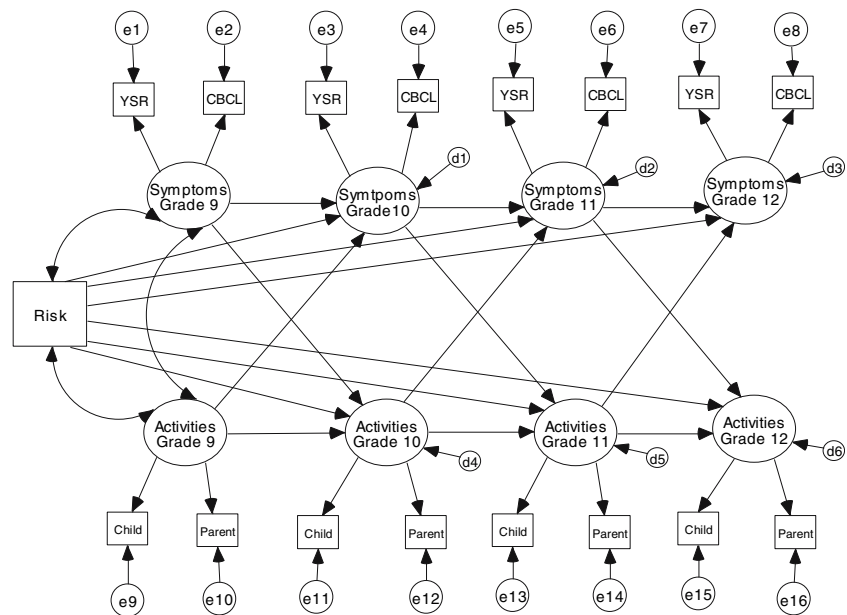 e1 e2 e3 e4 e5 e6 e7 e8
YSR CBCL YSR CBCL YSR CBCL YSR CBCL
d1 d2 d3
Symptoms
Grade 9
Symtpoms
Grade10
Symptoms
Grade 11
Symptoms
Grade 12
Risk
Activities
Grade 9
Activities
Grade 10
Activities
Grade 11
Activities
Grade 12
d4 d5 d6
Child Parent Child Parent Child Parent Child Parent
e9 e10 e11 e12 e13 e14 e15 e16